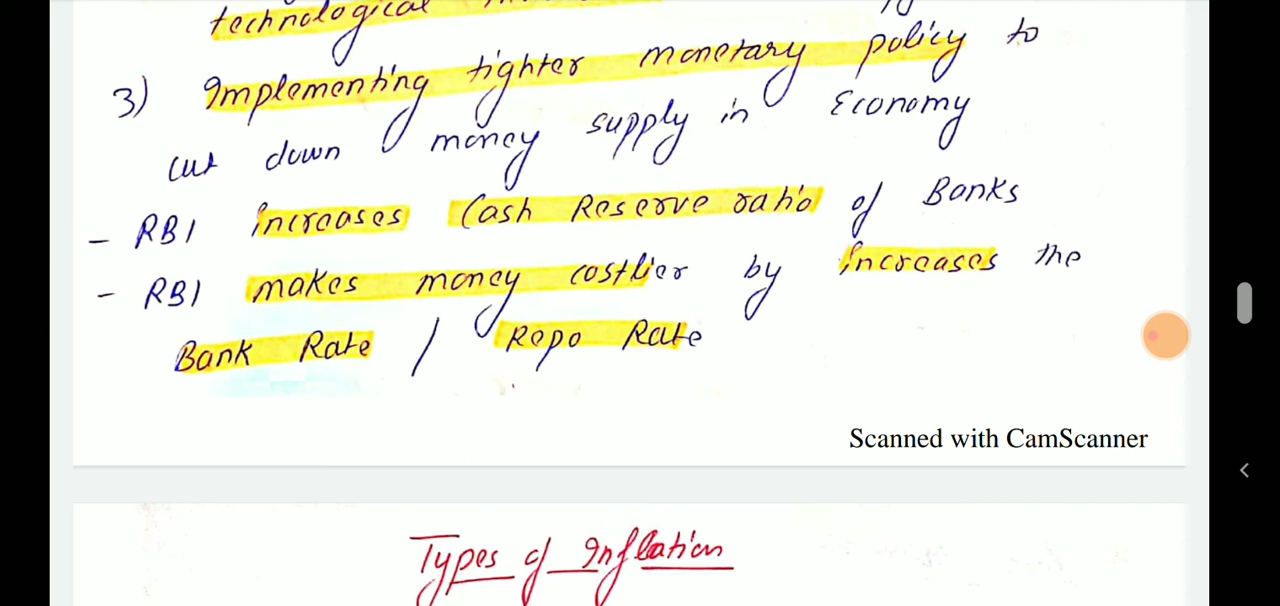 technological
3) Implementing tighter monetary policy to
cut down money supply in Economy
- RBI increases Cash Reserve ratio of Banks
- RBI makes money costlier by increases the
Bank Rate / Repo Rate
Scanned with CamScanner
Types of Inflation